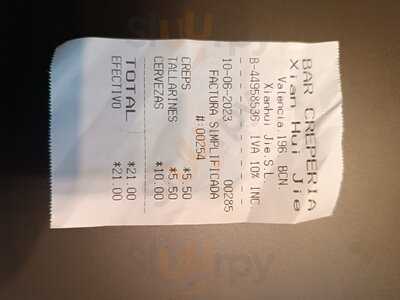 BAR CREPERIA
Xian Hui Jie
Valencia 196 BCN
Xianhui Jie S.L.
B-44968536 IVA 10% INC
10-06-2023 00285
FACTURA SIMPLIFICADA
#:00254
CREPS *5.50
TALLARINES *5.50
CERVEZAS *10.00
TOTAL *21.00
EFECTIVO *21.00